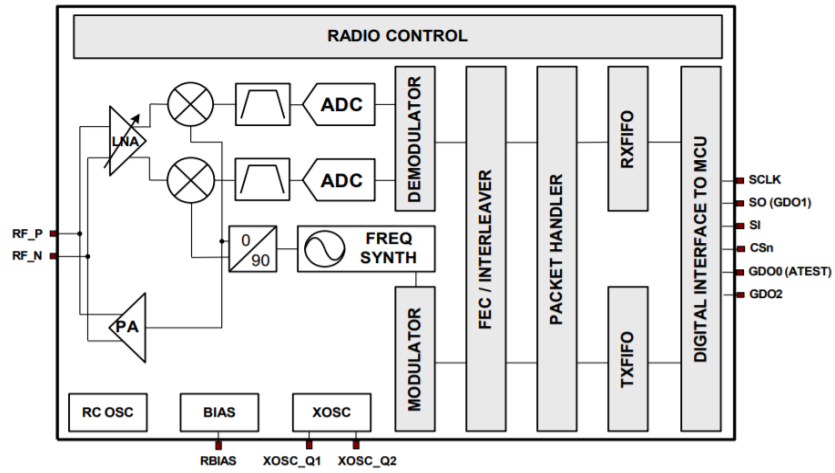 RADIO CONTROL
LNA
ADC
ADC
DEMODULATOR
FEC / INTERLEAVER
PACKET HANDLER
RXFIFO
DIGITAL INTERFACE TO MCU
SCLK
SO (GDO1)
SI
CSn
GDO0 (ATEST)
GDO2
RF_P
RF_N
0
90
FREQ
SYNTH
PA
MODULATOR
TXFIFO
RC OSC
BIAS
XOSC
RBIAS
XOSC_Q1
XOSC_Q2